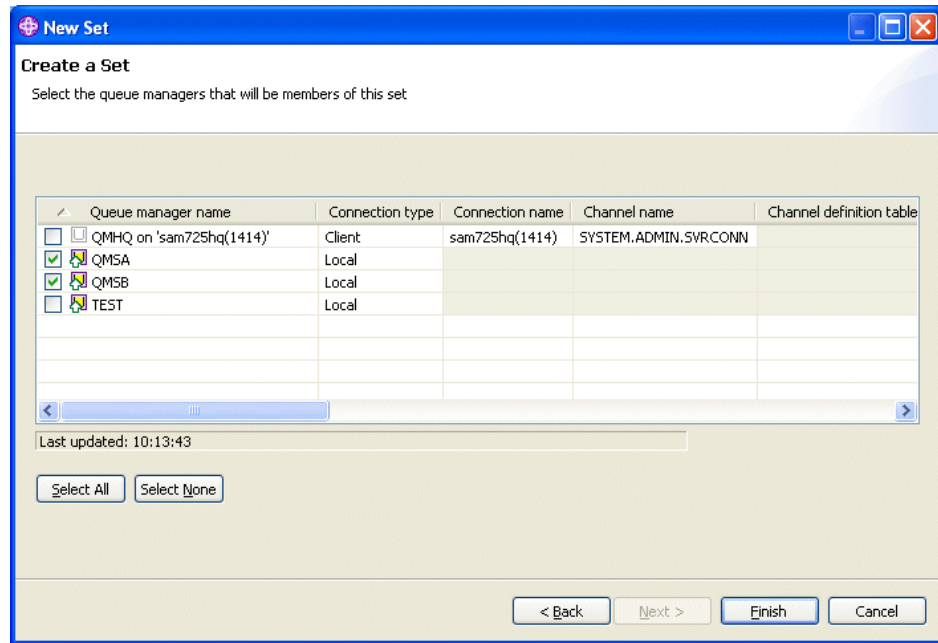 New Set
Create a Set
Select the queue managers that will be members of this set
Queue manager name Connection type Connection name Channel name Channel definition table
QMHQ on 'sam725hq(1414)' Client sam725hq(1414) SYSTEM.ADMIN.SVRCONN
QMSA Local
QMSB Local
TEST Local
Last updated: 10:13:43
Select All Select None
< Back Next > Finish Cancel